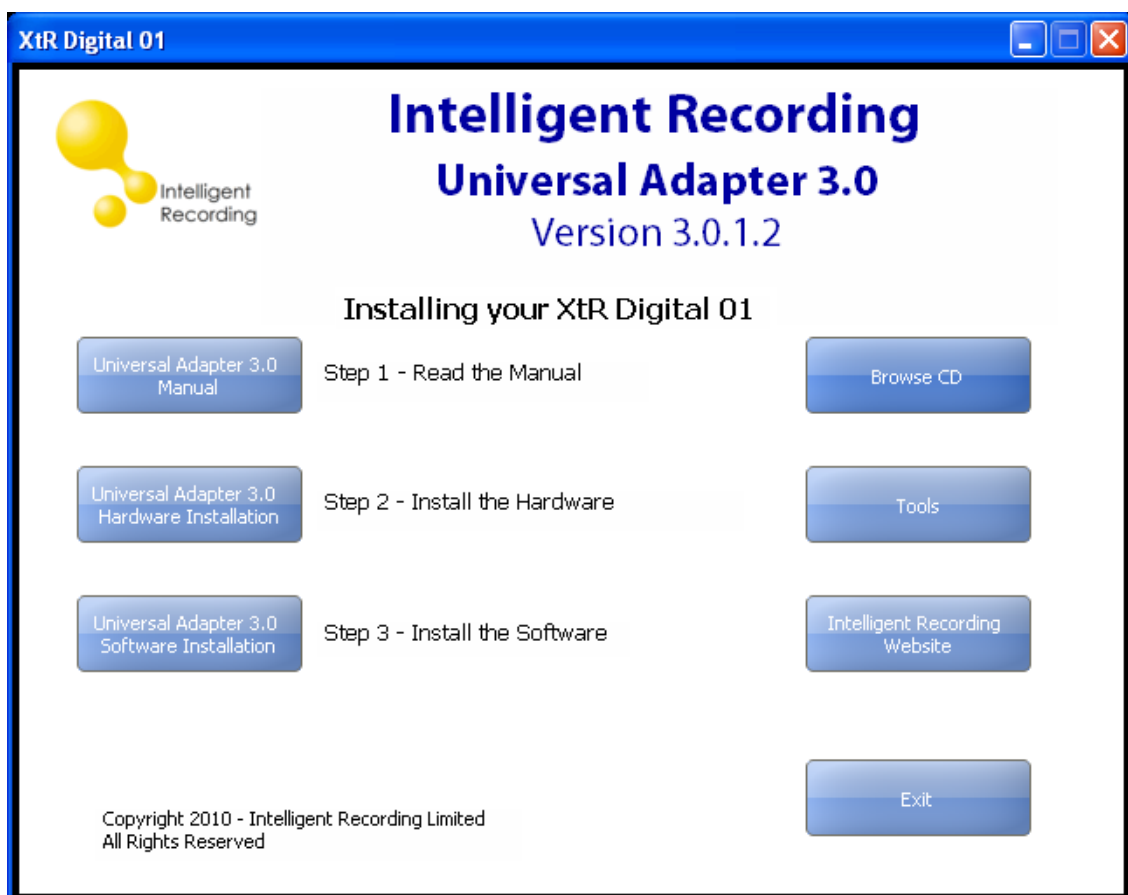 XtR Digital 01
Intelligent Recording
Universal Adapter 3.0
Version 3.0.1.2
Intelligent
Recording
Installing your XtR Digital 01
Universal Adapter 3.0
Manual
Step 1 - Read the Manual
Browse CD
Universal Adapter 3.0
Hardware Installation
Step 2 - Install the Hardware
Tools
Universal Adapter 3.0
Software Installation
Step 3 - Install the Software
Intelligent Recording
Website
Exit
Copyright 2010 - Intelligent Recording Limited
All Rights Reserved